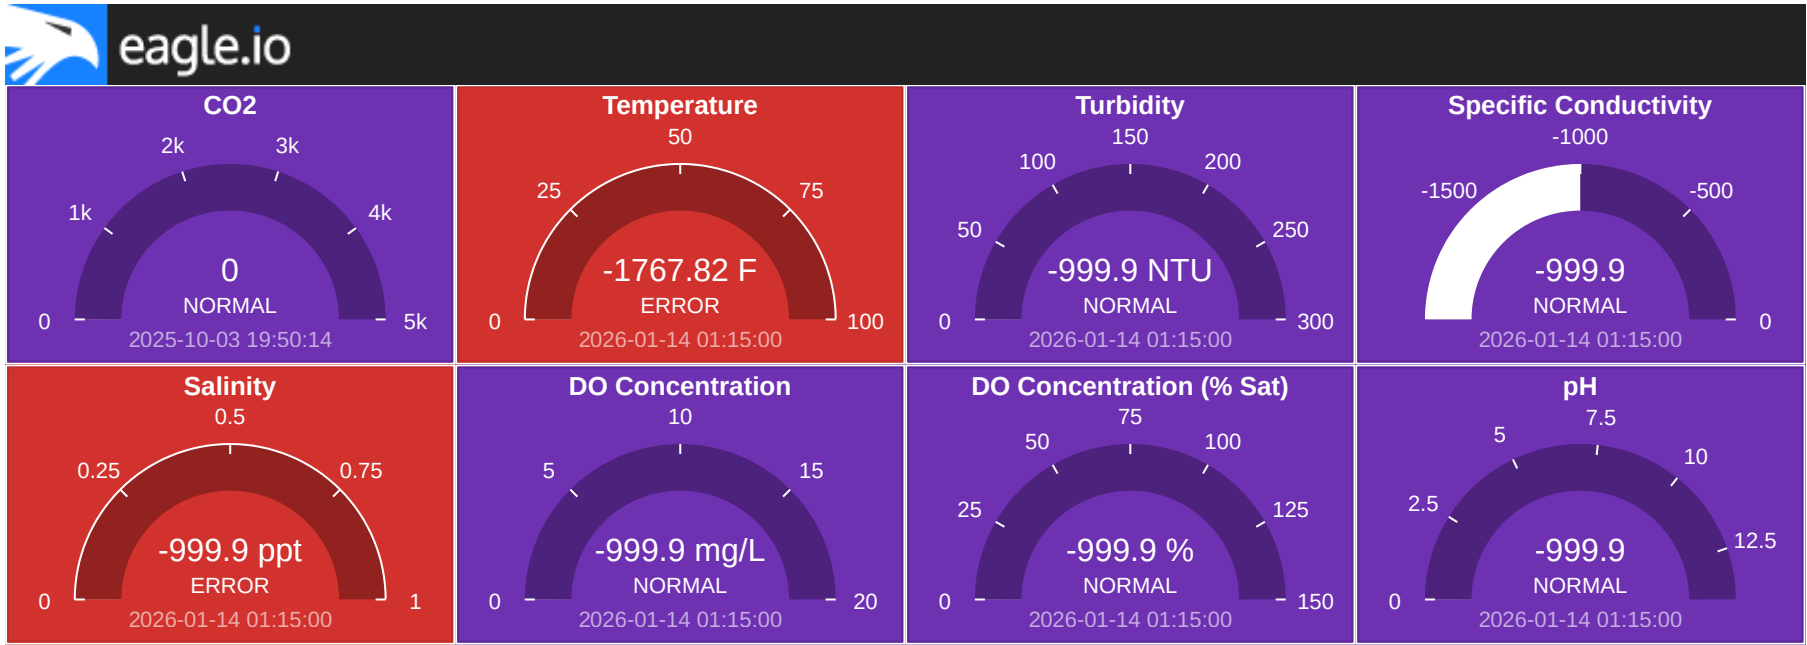 eagle.io
CO2
2k 3k
1k 4k
0
NORMAL
0 5k
2025-10-03 19:50:14
Temperature
50
25 75
-1767.82 F
ERROR
0 100
2026-01-14 01:15:00
Turbidity
150
100 200
50 250
-999.9 NTU
NORMAL
0 300
2026-01-14 01:15:00
Specific Conductivity
-1000
-1500 -500
-999.9
NORMAL
0
2026-01-14 01:15:00
Salinity
0.5
0.25 0.75
-999.9 ppt
ERROR
0 1
2026-01-14 01:15:00
DO Concentration
10
5 15
-999.9 mg/L
NORMAL
0 20
2026-01-14 01:15:00
DO Concentration (% Sat)
75
50 100
25 125
-999.9 %
NORMAL
0 150
2026-01-14 01:15:00
pH
7.5
5 10
2.5 12.5
-999.9
NORMAL
0
2026-01-14 01:15:00